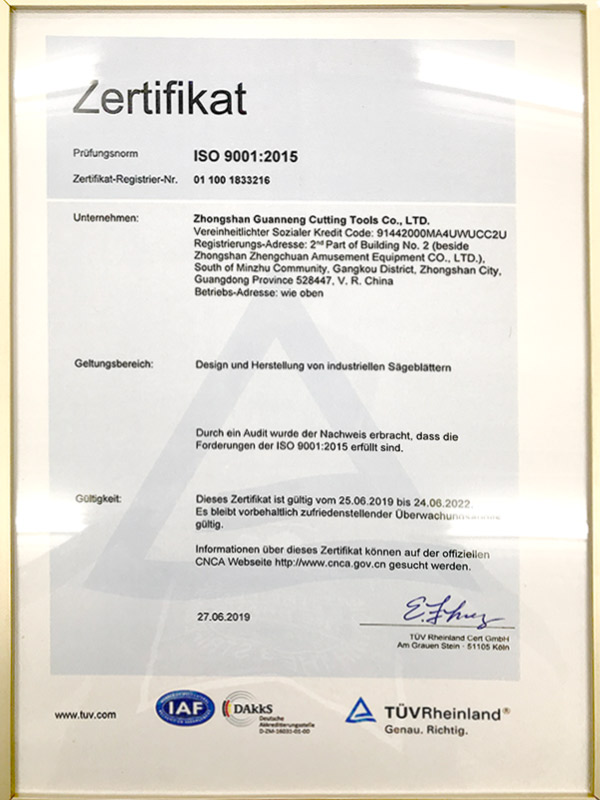 Zertifikat
Prüfungsnorm ISO 9001:2015
Zertifikat-Registrier-Nr. 01 100 1833216
Unternehmen: Zhongshan Guanneng Cutting Tools Co., LTD.
Vereinheitlichter Sozialer Kredit Code: 91442000MA4UWUCC2U
Registrierungs-Adresse: 2nd Part of Building No. 2 (beside
Zhongshan Zhengchuan Amusement Equipment CO., LTD.),
South of Minzhu Community, Gangkou District, Zhongshan City,
Guangdong Province 528447, V. R. China
Betriebs-Adresse: wie oben
Geltungsbereich: Design und Herstellung von industriellen Sägeblättern
Durch ein Audit wurde der Nachweis erbracht, dass die
Forderungen der ISO 9001:2015 erfüllt sind.
Gültigkeit: Dieses Zertifikat ist gültig vom 25.06.2019 bis 24.06.2022.
Es bleibt vorbehaltlich zufriedenstellender
gültig.
Informationen über dieses Zertifikat können auf der offiziellen
CNCA Webseite http://www.cnca.gov.cn gesucht werden.
27.06.2019
TÜV Rheinland Cert GmbH
Am Grauen Stein · 51105 Köln
www.tuv.com
IAF
DAkkS
Deutsche
Akkreditierungsstelle
D-ZM-16031-01-00
TÜVRheinland®
Genau. Richtig.